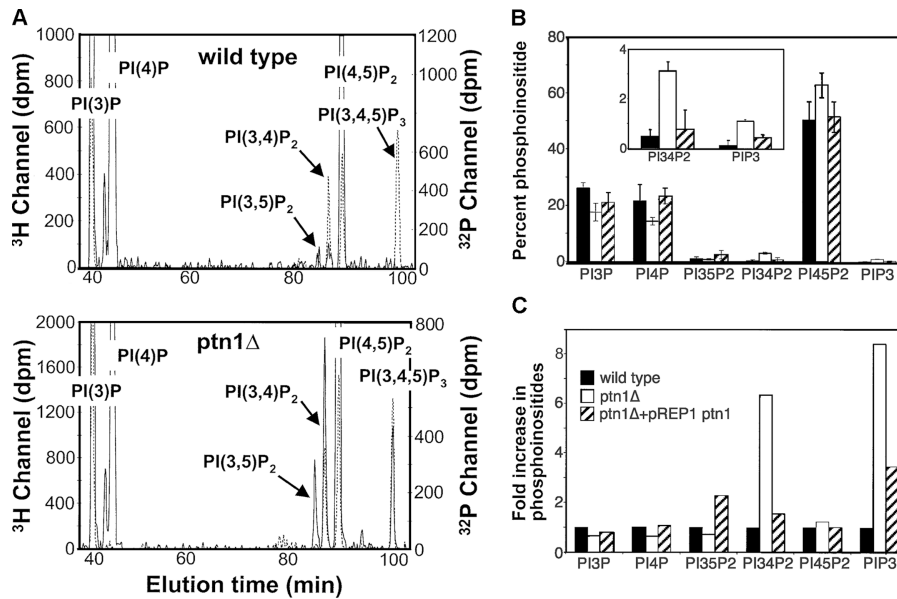 A
1000
800
600
400
200
0
³H Channel (dpm)
wild type
PI(4)P
PI(3)P
PI(4,5)P₂
PI(3,4,5)P₃
PI(3,4)P₂
PI(3,5)P₂
1200
1000
800
600
400
200
0
³²P Channel (dpm)
40 60 80 100
2000
1600
1200
800
400
0
³H Channel (dpm)
ptn1Δ
PI(4)P
PI(3)P
PI(4,5)P₂
PI(3,4,5)P₃
PI(3,4)P₂
PI(3,5)P₂
800
600
400
200
0
³²P Channel (dpm)
40 60 80 100
Elution time (min)
B
80
60
40
20
0
Percent phosphoinositide
4
2
0
PI34P2 PIP3
PI3P PI4P PI35P2 PI34P2 PI45P2 PIP3
C
8
6
4
2
0
Fold increase in
phosphoinositides
wild type
ptn1Δ
ptn1Δ+pREP1 ptn1
PI3P PI4P PI35P2 PI34P2 PI45P2 PIP3